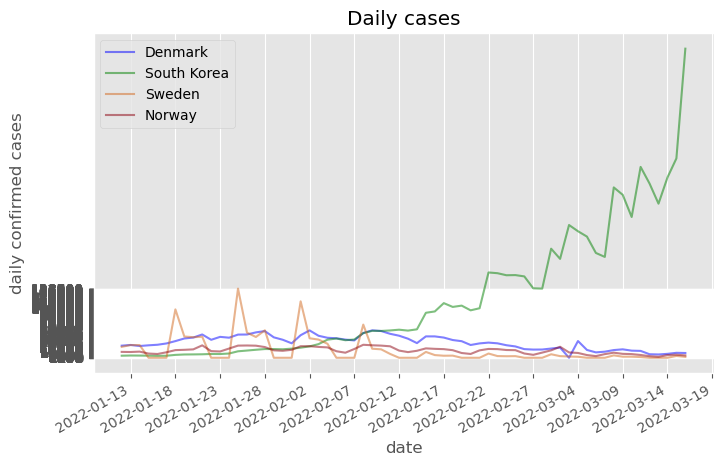 Daily cases
Denmark
South Korea
Sweden
Norway
daily confirmed cases
2022-01-13
2022-01-18
2022-01-23
2022-01-28
2022-02-02
2022-02-07
2022-02-12
2022-02-17
2022-02-22
2022-02-27
2022-03-04
2022-03-09
2022-03-14
2022-03-19
date